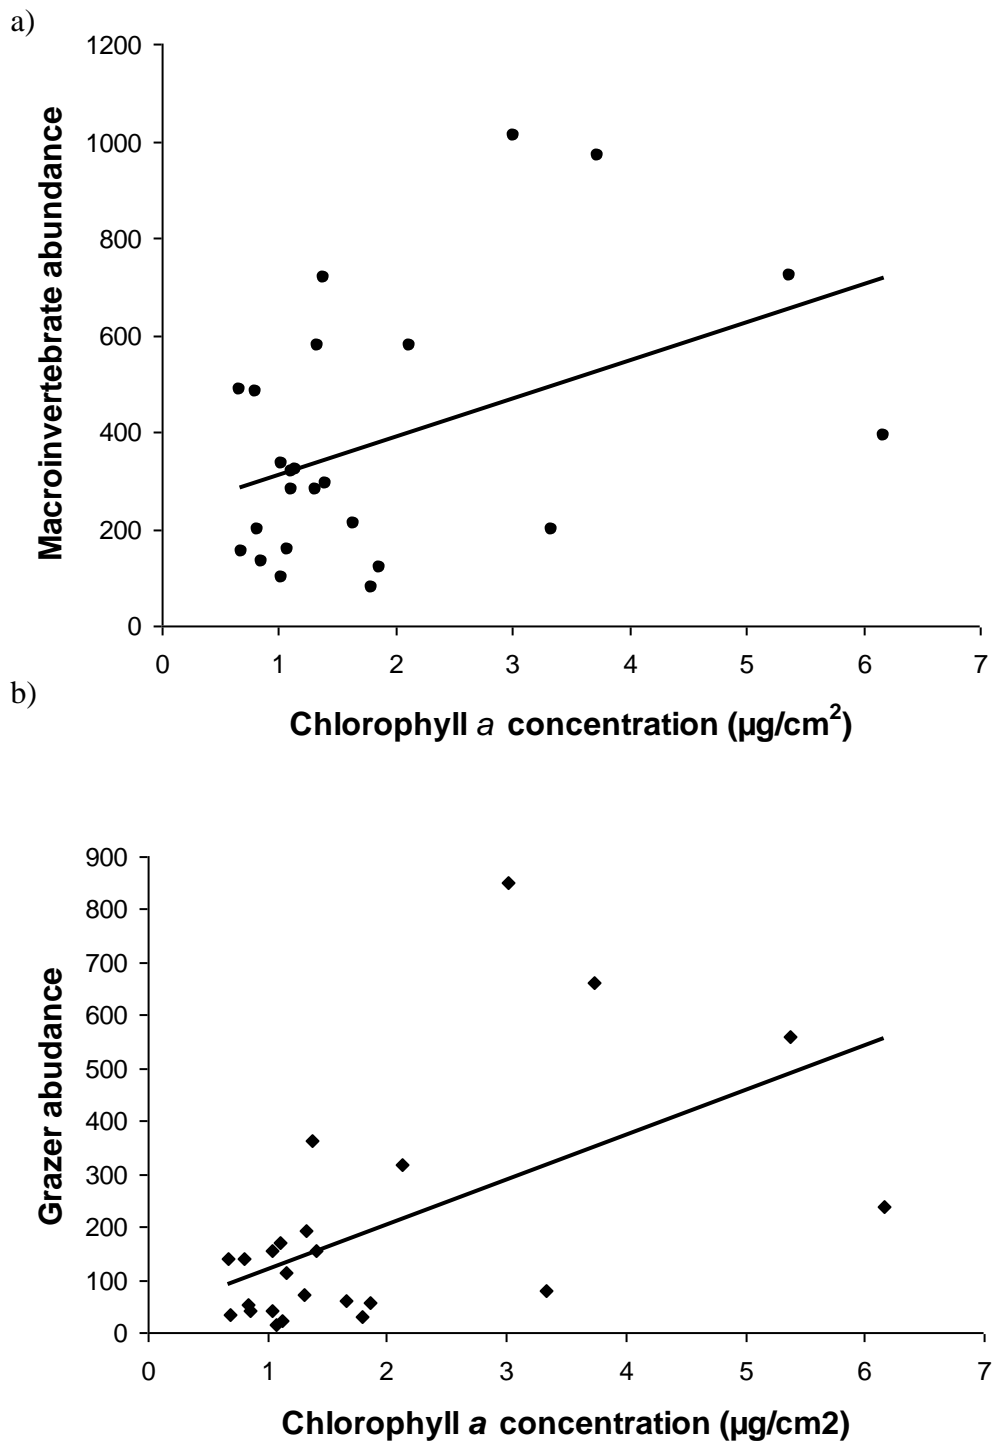 a)
1200
1000
800
600
400
200
0
Macroinvertebrate abundance
0 1 2 3 4 5 6 7
Chlorophyll a concentration (µg/cm²)
b)
900
800
700
600
500
400
300
200
100
0
Grazer abudance
0 1 2 3 4 5 6 7
Chlorophyll a concentration (µg/cm2)